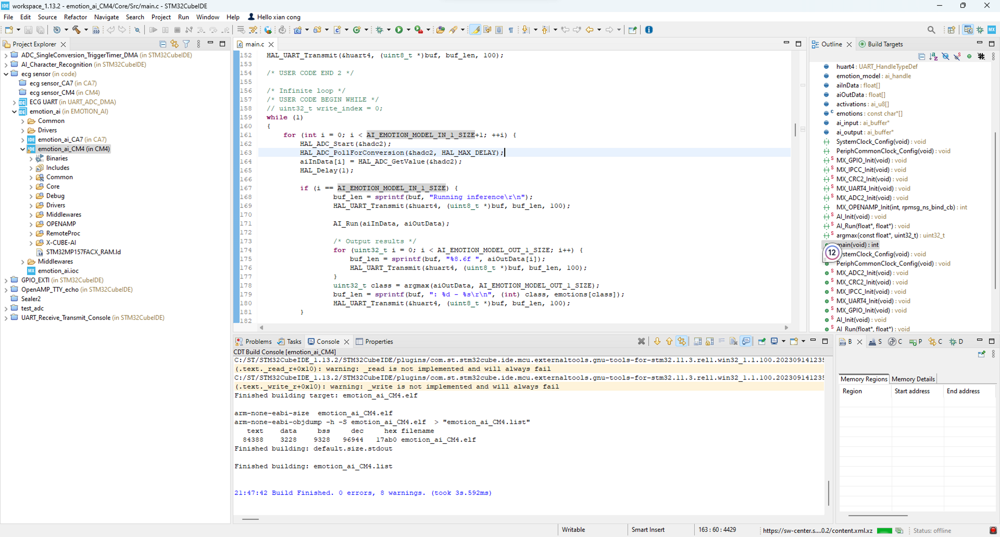 IDE workspace_1.13.2 - emotion_ai_CM4/Core/Src/main.c - STM32CubeIDE
File Edit Source Refactor Navigate Search Project Run Window Help Hello xian cong
Project Explorer
ADC_SingleConversion_TriggerTimer_DMA (in STM32CubeIDE)
AI_Character_Recognition (in STM32CubeIDE)
ecg sensor (in code)
ecg sensor_CA7 (in CA7)
ecg sensor_CM4 (in CM4)
IDE ECG UART (in UART_ADC_DMA)
IDE emotion_ai (in EMOTION_AI)
Common
Drivers
IDE emotion_ai_CA7 (in CA7)
IDE emotion_ai_CM4 (in CM4)
Binaries
Includes
Common
Core
Debug
Drivers
Middlewares
OPENAMP
RemoteProc
X-CUBE-AI
STM32MP157FACX_RAM.ld
Middlewares
MX emotion_ai.ioc
GPIO_EXTI (in STM32CubeIDE)
OpenAMP_TTY_echo (in STM32CubeIDE)
Sealer2
test_adc
UART_Receive_Transmit_Console (in STM32CubeIDE)
main.c
152 HAL_UART_Transmit(&huart4, (uint8_t *)buf, buf_len, 100);
153
154 /* USER CODE END 2 */
155
156 /* Infinite loop */
157 /* USER CODE BEGIN WHILE */
158 // uint32_t write_index = 0;
159 while (1)
160 {
161 for (int i = 0; i < AI_EMOTION_MODEL_IN_1_SIZE+1; ++i) {
162 HAL_ADC_Start(&hadc2);
163 HAL_ADC_PollForConversion(&hadc2, HAL_MAX_DELAY);
164 aiInData[i] = HAL_ADC_GetValue(&hadc2);
165 HAL_Delay(1);
166
167 if (i == AI_EMOTION_MODEL_IN_1_SIZE) {
168 buf_len = sprintf(buf, "Running inference\r\n");
169 HAL_UART_Transmit(&huart4, (uint8_t *)buf, buf_len, 100);
170
171 AI_Run(aiInData, aiOutData);
172
173 /* Output results */
174 for (uint32_t i = 0; i < AI_EMOTION_MODEL_OUT_1_SIZE; i++) {
175 buf_len = sprintf(buf, "%8.6f ", aiOutData[i]);
176 HAL_UART_Transmit(&huart4, (uint8_t *)buf, buf_len, 100);
177 }
178 uint32_t class = argmax(aiOutData, AI_EMOTION_MODEL_OUT_1_SIZE);
179 buf_len = sprintf(buf, ": %d - %s\r\n", (int) class, emotions[class]);
180 HAL_UART_Transmit(&huart4, (uint8_t *)buf, buf_len, 100);
181 }
182
Outline Build Targets
huart4 : UART_HandleTypeDef
emotion_model : ai_handle
aiInData : float[]
aiOutData : float[]
activations : ai_u8[]
emotions : const char*[]
ai_input : ai_buffer*
ai_output : ai_buffer*
SystemClock_Config(void) : void
PeriphCommonClock_Config(void) : void
MX_GPIO_Init(void) : void
MX_IPCC_Init(void) : void
MX_CRC2_Init(void) : void
MX_UART4_Init(void) : void
MX_ADC2_Init(void) : void
MX_OPENAMP_Init(int, rpmsg_ns_bind_cb) : int
AI_Init(void) : void
AI_Run(float*, float*) : void
argmax(const float*, uint32_t) : uint32_t
main(void) : int
12 ystemClock_Config(void) : void
PeriphCommonClock_Config(void) : void
MX_ADC2_Init(void) : void
MX_CRC2_Init(void) : void
MX_IPCC_Init(void) : void
MX_UART4_Init(void) : void
MX_GPIO_Init(void) : void
AI_Init(void) : void
AI_Run(float*, float*) : void
Problems Tasks Console Properties
CDT Build Console [emotion_ai_CM4]
C:/ST/STM32CubeIDE_1.13.2/STM32CubeIDE/plugins/com.st.stm32cube.ide.mcu.externaltools.gnu-tools-for-stm32.11.3.rel1.win32_1.1.100.202309141235
(.text._read_r+0x10): warning: _read is not implemented and will always fail
C:/ST/STM32CubeIDE_1.13.2/STM32CubeIDE/plugins/com.st.stm32cube.ide.mcu.externaltools.gnu-tools-for-stm32.11.3.rel1.win32_1.1.100.202309141235
(.text._write_r+0x10): warning: _write is not implemented and will always fail
Finished building target: emotion_ai_CM4.elf
arm-none-eabi-size emotion_ai_CM4.elf
arm-none-eabi-objdump -h -S emotion_ai_CM4.elf > "emotion_ai_CM4.list"
text data bss dec hex filename
84388 3228 9328 96944 17ab0 emotion_ai_CM4.elf
Finished building: default.size.stdout
Finished building: emotion_ai_CM4.list
21:47:42 Build Finished. 0 errors, 8 warnings. (took 3s.592ms)
B S C P C D
Memory Regions Memory Details
Region Start address End address
Writable Smart Insert 163 : 60 : 4429 https://sw-center.s....0.2/content.xml.xz Status: offline